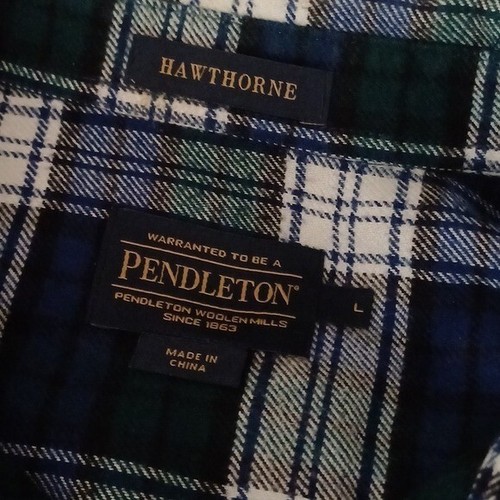 HAWTHORNE
WARRANTED TO BE A
PENDLETON®
PENDLETON WOOLEN MILLS
SINCE 1863
L
MADE IN
CHINA